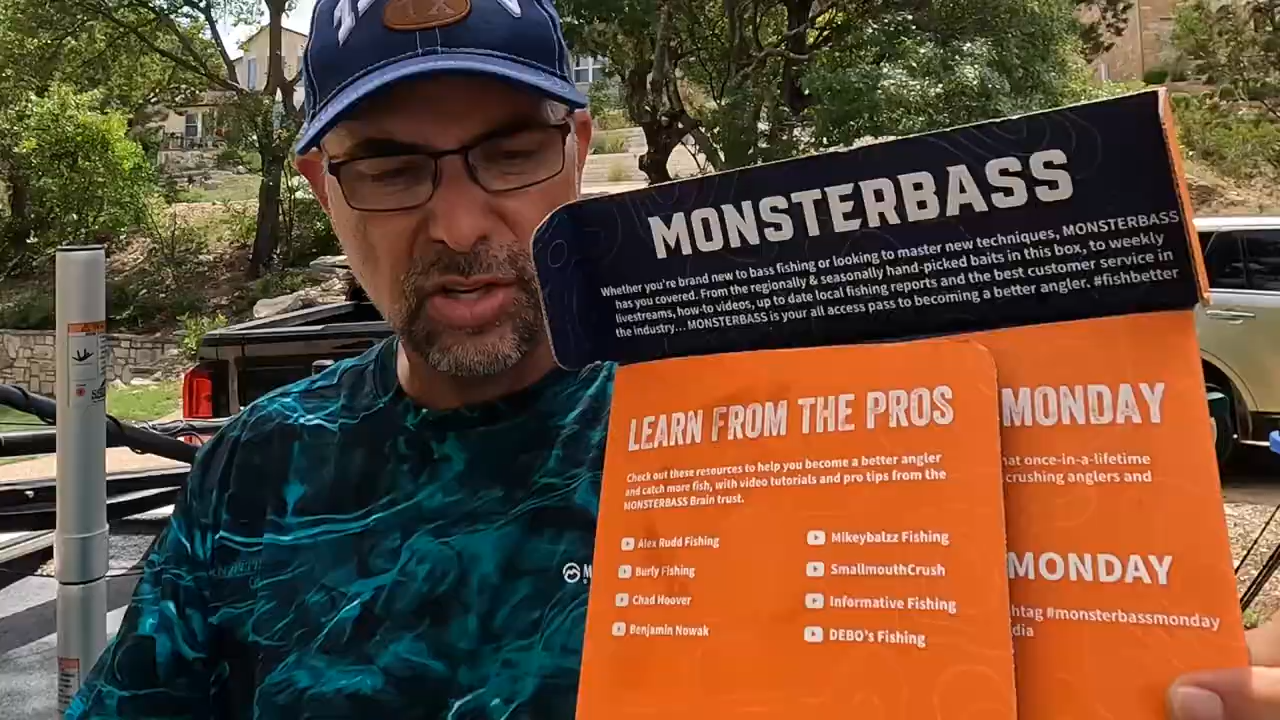 MONSTERBASS
Whether you're brand new to bass fishing or looking to master new techniques, MONSTERBASS
has you covered. From the regionally & seasonally hand-picked baits in this box, to weekly
livestreams, how-to videos, up to date local fishing reports and the best customer service in
the industry... MONSTERBASS is your all access pass to becoming a better angler. #fishbetter
LEARN FROM THE PROS
Check out these resources to help you become a better angler
and catch more fish, with video tutorials and pro tips from the
MONSTERBASS Brain trust.
Alex Rudd Fishing
Burly Fishing
Chad Hoover
Benjamin Nowak
Mikeybalzz Fishing
SmallmouthCrush
Informative Fishing
DEBO's Fishing
MONDAY
hat once-in-a-lifetime
crushing anglers and
MONDAY
htag #monsterbassmonday
dia
TX
M